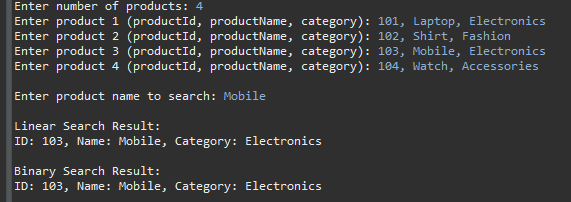 Enter number of products: 4
Enter product 1 (productId, productName, category): 101, Laptop, Electronics
Enter product 2 (productId, productName, category): 102, Shirt, Fashion
Enter product 3 (productId, productName, category): 103, Mobile, Electronics
Enter product 4 (productId, productName, category): 104, Watch, Accessories
Enter product name to search: Mobile
Linear Search Result:
ID: 103, Name: Mobile, Category: Electronics
Binary Search Result:
ID: 103, Name: Mobile, Category: Electronics